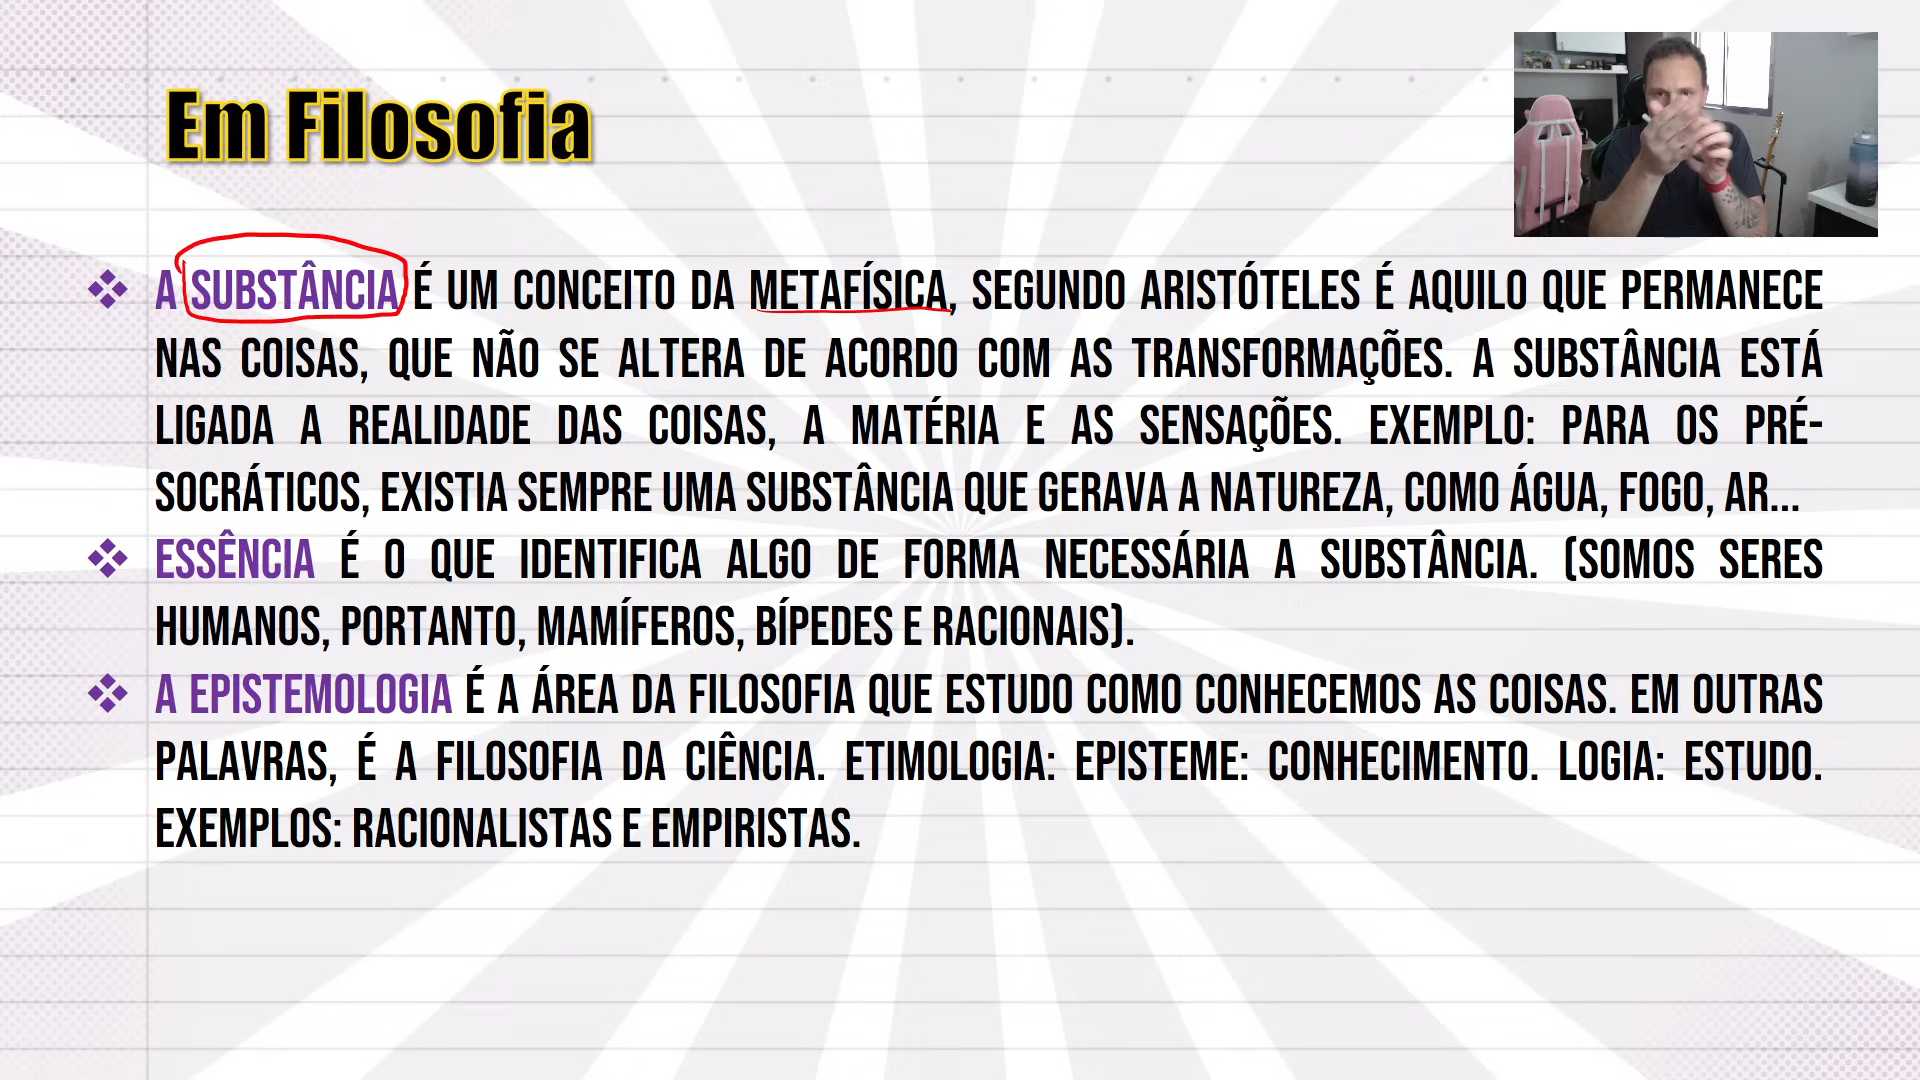 Em Filosofia
A SUBSTÂNCIA É UM CONCEITO DA METAFÍSICA, SEGUNDO ARISTÓTELES É AQUILO QUE PERMANECE
NAS COISAS, QUE NÃO SE ALTERA DE ACORDO COM AS TRANSFORMAÇÕES. A SUBSTÂNCIA ESTÁ
LIGADA A REALIDADE DAS COISAS, A MATÉRIA E AS SENSAÇÕES. EXEMPLO: PARA OS PRÉ-
SOCRÁTICOS, EXISTIA SEMPRE UMA SUBSTÂNCIA QUE GERAVA A NATUREZA, COMO ÁGUA, FOGO, AR...
ESSÊNCIA É O QUE IDENTIFICA ALGO DE FORMA NECESSÁRIA A SUBSTÂNCIA. (SOMOS SERES
HUMANOS, PORTANTO, MAMÍFEROS, BÍPEDES E RACIONAIS).
A EPISTEMOLOGIA É A ÁREA DA FILOSOFIA QUE ESTUDO COMO CONHECEMOS AS COISAS. EM OUTRAS
PALAVRAS, É A FILOSOFIA DA CIÊNCIA. ETIMOLOGIA: EPISTEME: CONHECIMENTO. LOGIA: ESTUDO.
EXEMPLOS: RACIONALISTAS E EMPIRISTAS.